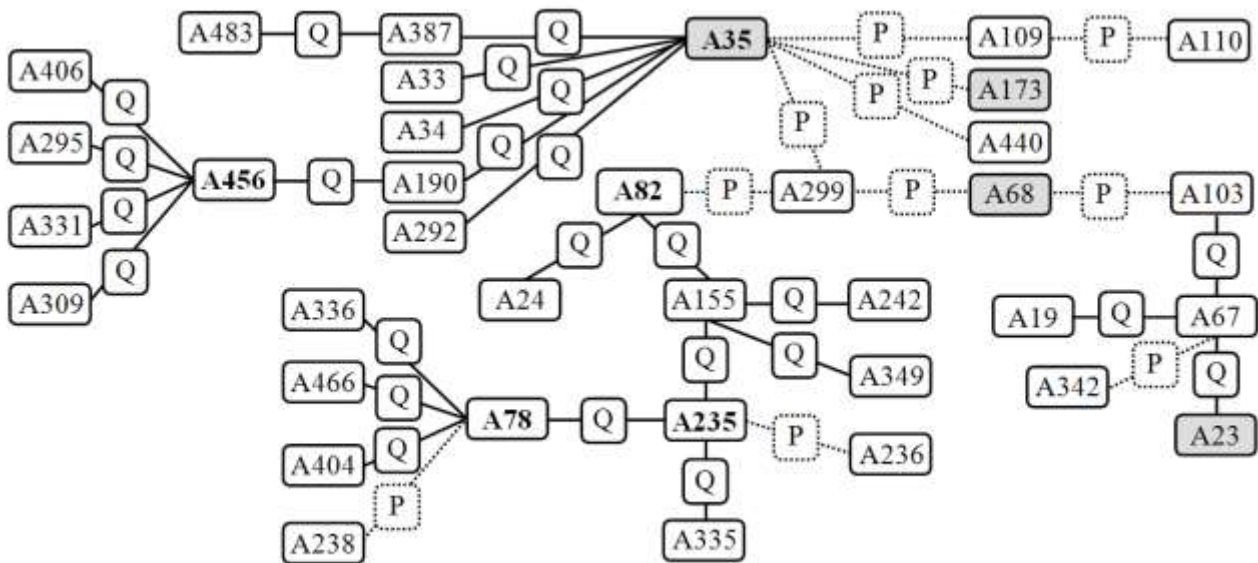 A483 Q A387 Q A35 P A109 P A110
A406 A33 Q P A173
Q A34 Q P
A295 Q Q P A440
Q A456 Q A190 Q A82 P A299 P A68 P A103
A331 Q A292
Q Q Q Q
A309 A336 A24 A155 Q A242 A19 Q A67
Q Q Q A349 A342 P Q
A466 Q A78 Q A235 P A236 A23
A404 Q
P Q
A238 A335